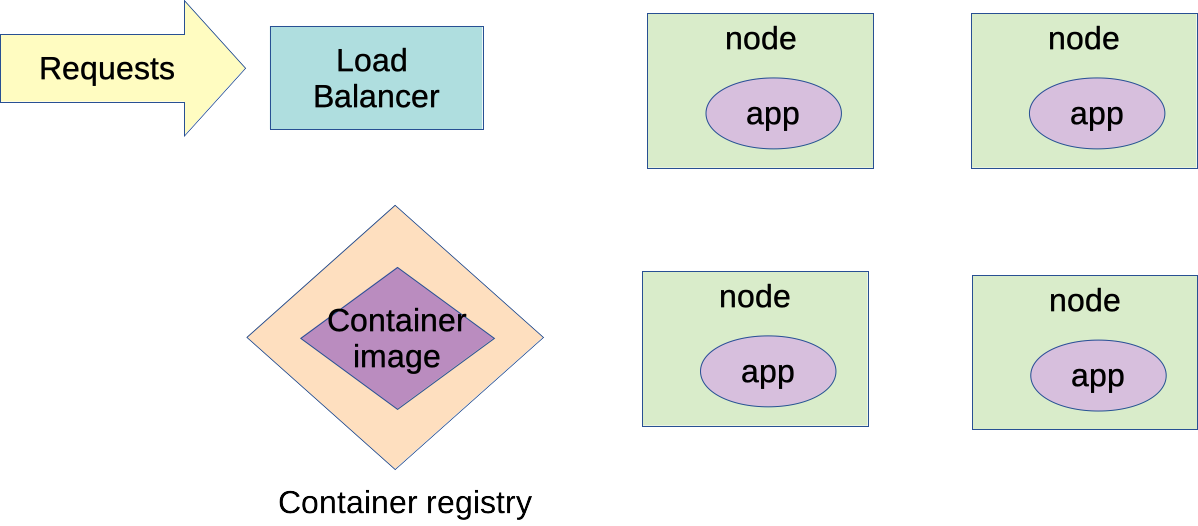 Requests
Load
Balancer
node
app
node
app
Container
image
Container registry
node
app
node
app